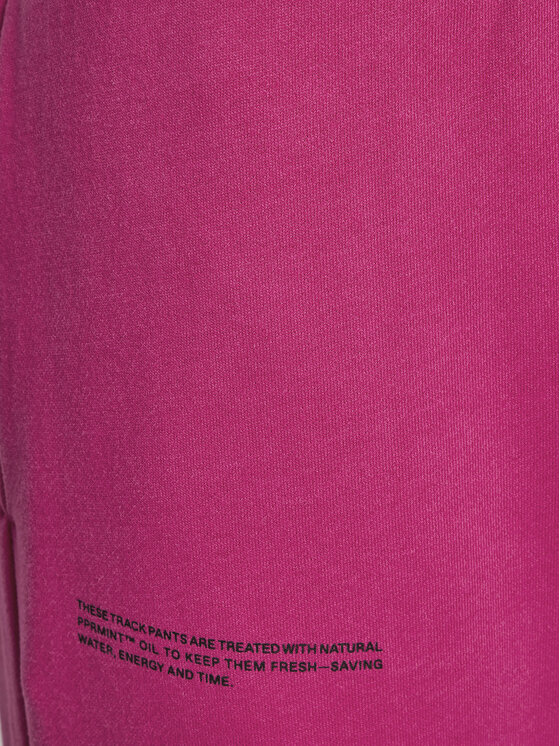 THESE TRACK PANTS ARE TREATED WITH NATURAL
PPRMINT™ OIL TO KEEP THEM FRESH—SAVING
WATER, ENERGY AND TIME.